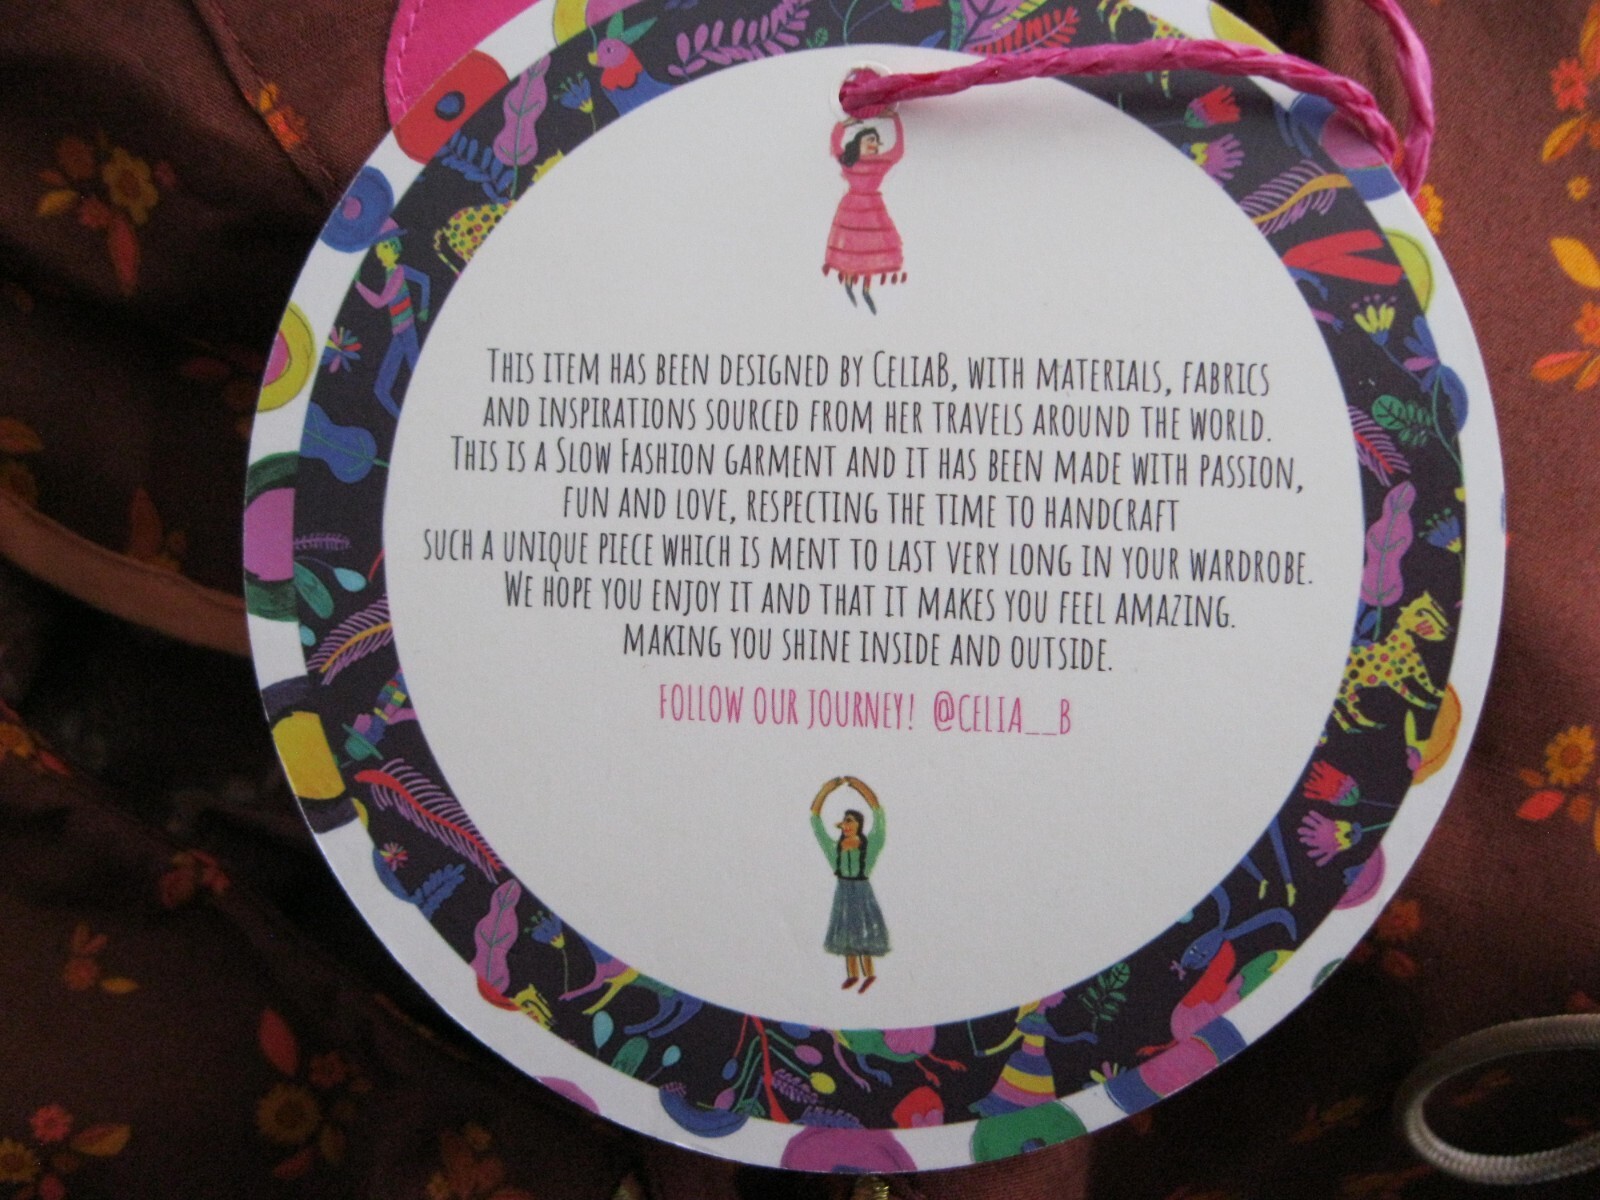 This item has been designed by CeliaB, with materials, fabrics
and inspirations sourced from her travels around the world.
This is a Slow Fashion garment and it has been made with passion,
fun and love, respecting the time to handcraft
such a unique piece which is ment to last very long in your wardrobe.
We hope you enjoy it and that it makes you feel amazing.
making you shine inside and outside.
follow our journey! @celia__b